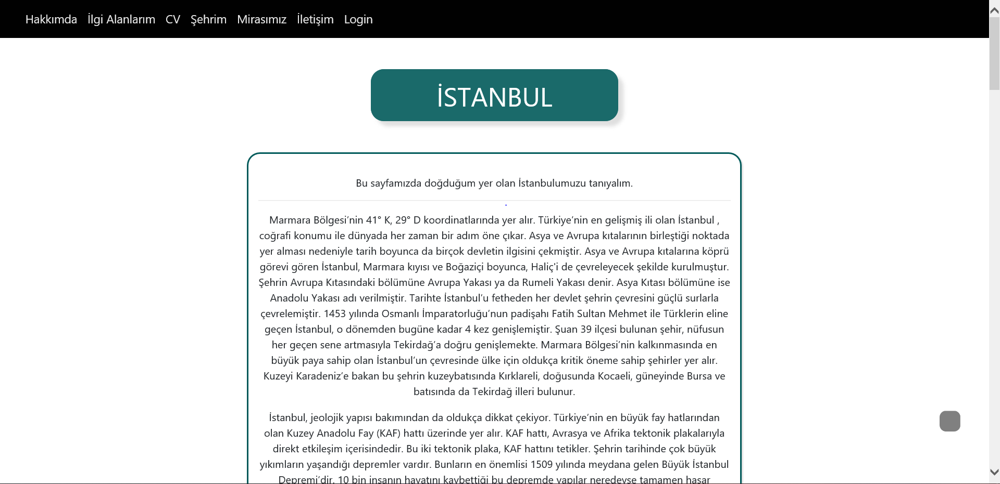 Hakkımda İlgi Alanlarım CV Şehrim Mirasımız İletişim Login
İSTANBUL
Bu sayfamızda doğduğum yer olan İstanbulumuzu tanıyalım.
Marmara Bölgesi’nin 41° K, 29° D koordinatlarında yer alır. Türkiye’nin en gelişmiş ili olan İstanbul ,
coğrafi konumu ile dünyada her zaman bir adım öne çıkar. Asya ve Avrupa kıtalarının birleştiği noktada
yer alması nedeniyle tarih boyunca da birçok devletin ilgisini çekmiştir. Asya ve Avrupa kıtalarına köprü
görevi gören İstanbul, Marmara kıyısı ve Boğaziçi boyunca, Haliç'i de çevreleyecek şekilde kurulmuştur.
Şehrin Avrupa Kıtasındaki bölümüne Avrupa Yakası ya da Rumeli Yakası denir. Asya Kıtası bölümüne ise
Anadolu Yakası adı verilmiştir. Tarihte İstanbul’u fetheden her devlet şehrin çevresini güçlü surlarla
çevrelemiştir. 1453 yılında Osmanlı İmparatorluğu’nun padişahı Fatih Sultan Mehmet ile Türklerin eline
geçen İstanbul, o dönemden bugüne kadar 4 kez genişlemiştir. Şuan 39 ilçesi bulunan şehir, nüfusun
her geçen sene artmasıyla Tekirdağ’a doğru genişlemekte. Marmara Bölgesi’nin kalkınmasında en
büyük paya sahip olan İstanbul’un çevresinde ülke için oldukça kritik öneme sahip şehirler yer alır.
Kuzeyi Karadeniz’e bakan bu şehrin kuzeybatısında Kırklareli, doğusunda Kocaeli, güneyinde Bursa ve
batısında da Tekirdağ illeri bulunur.
İstanbul, jeolojik yapısı bakımından da oldukça dikkat çekiyor. Türkiye’nin en büyük fay hatlarından
olan Kuzey Anadolu Fay (KAF) hattı üzerinde yer alır. KAF hattı, Avrasya ve Afrika tektonik plakalarıyla
direkt etkileşim içerisindedir. Bu iki tektonik plaka, KAF hattını tetikler. Şehrin tarihinde çok büyük
yıkımların yaşandığı depremler vardır. Bunların en önemlisi 1509 yılında meydana gelen Büyük İstanbul
Depremi’dir. 10 bin insanın hayatını kaybettiği bu depremde yapılar neredeyse tamamen hasar